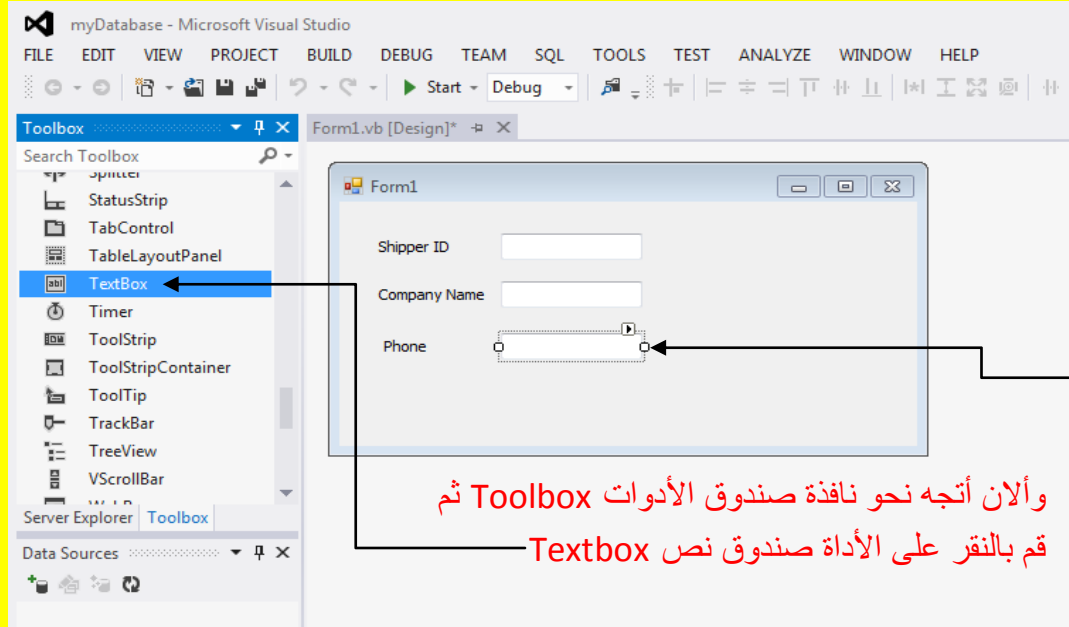 myDatabase - Microsoft Visual Studio
FILE EDIT VIEW PROJECT BUILD DEBUG TEAM SQL TOOLS TEST ANALYZE WINDOW HELP
Start Debug
Toolbox
Form1.vb [Design]*
Search Toolbox
Splitter
StatusStrip
TabControl
TableLayoutPanel
abl TextBox
Timer
ToolStrip
ToolStripContainer
ToolTip
TrackBar
TreeView
VScrollBar
Server Explorer Toolbox
Data Sources
Form1
Shipper ID
Company Name
Phone
وألان أتجه نحو نافذة صندوق الأدوات Toolbox ثم
قم بالنقر على الأداة صندوق نص Textbox